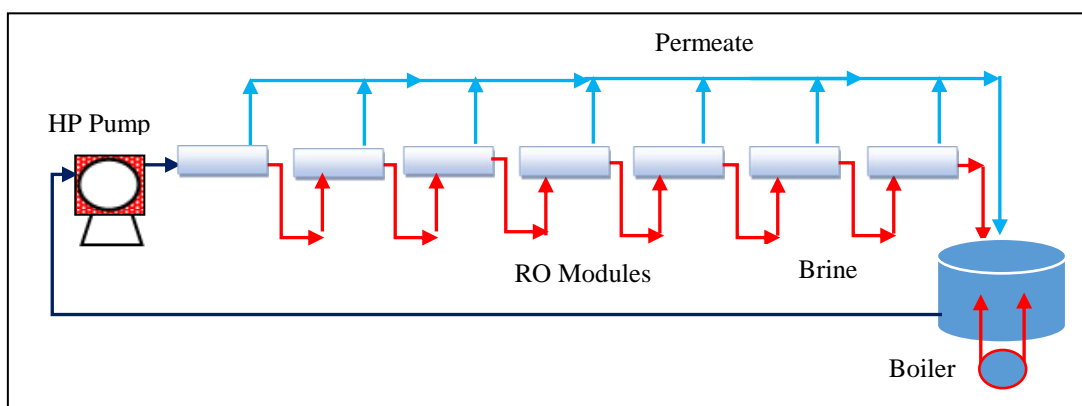 Permeate
HP Pump
RO Modules
Brine
Boiler